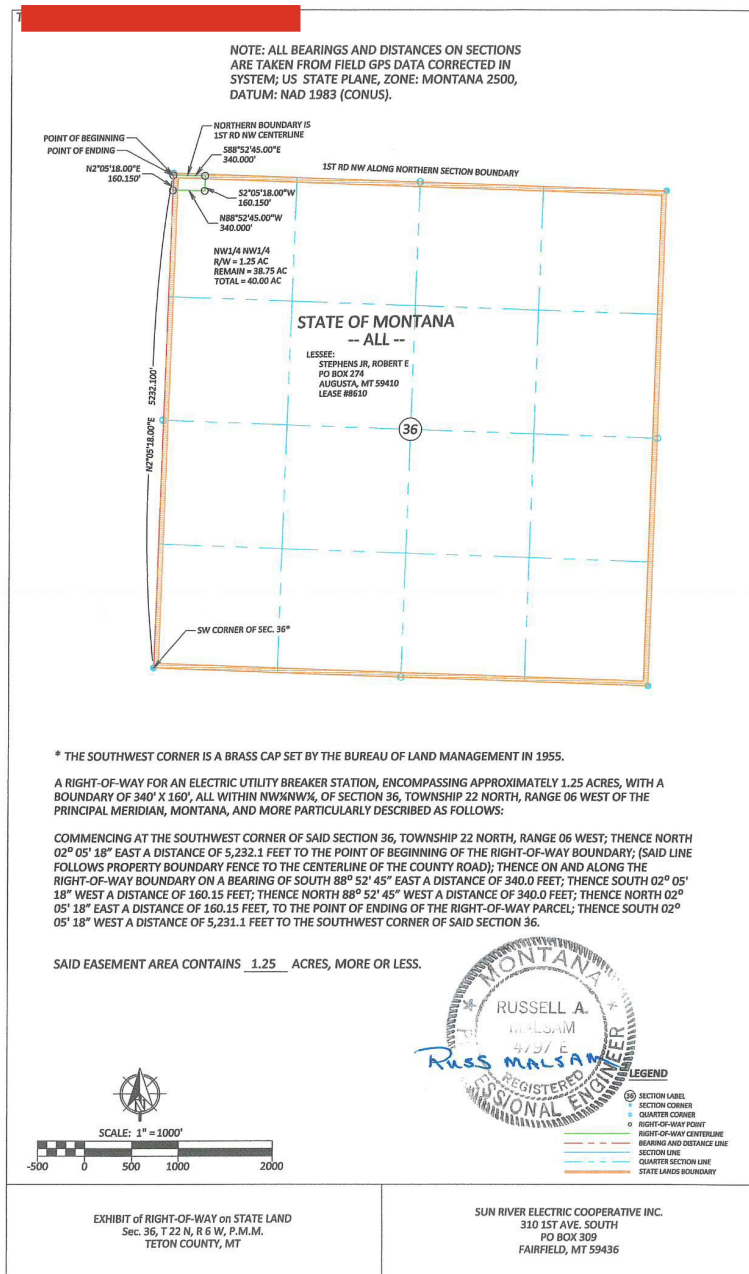 T
NOTE: ALL BEARINGS AND DISTANCES ON SECTIONS
ARE TAKEN FROM FIELD GPS DATA CORRECTED IN
SYSTEM; US STATE PLANE, ZONE: MONTANA 2500,
DATUM: NAD 1983 (CONUS).
POINT OF BEGINNING
POINT OF ENDING
N2°05'18.00"E
160.150'
NORTHERN BOUNDARY IS
1ST RD NW CENTERLINE
S88°52'45.00"E
340.000'
1ST RD NW ALONG NORTHERN SECTION BOUNDARY
S2°05'18.00"W
160.150'
N88°52'45.00"W
340.000'
NW1/4 NW1/4
R/W = 1.25 AC
REMAIN = 38.75 AC
TOTAL = 40.00 AC
STATE OF MONTANA
-- ALL --
LESSEE:
STEPHENS JR, ROBERT E
PO BOX 274
AUGUSTA, MT 59410
LEASE #8610
36
N2°05'18.00"E 5232.100'
SW CORNER OF SEC. 36*
* THE SOUTHWEST CORNER IS A BRASS CAP SET BY THE BUREAU OF LAND MANAGEMENT IN 1955.
A RIGHT-OF-WAY FOR AN ELECTRIC UTILITY BREAKER STATION, ENCOMPASSING APPROXIMATELY 1.25 ACRES, WITH A
BOUNDARY OF 340' X 160', ALL WITHIN NW¼NW¼, OF SECTION 36, TOWNSHIP 22 NORTH, RANGE 06 WEST OF THE
PRINCIPAL MERIDIAN, MONTANA, AND MORE PARTICULARLY DESCRIBED AS FOLLOWS:
COMMENCING AT THE SOUTHWEST CORNER OF SAID SECTION 36, TOWNSHIP 22 NORTH, RANGE 06 WEST; THENCE NORTH
02° 05' 18" EAST A DISTANCE OF 5,232.1 FEET TO THE POINT OF BEGINNING OF THE RIGHT-OF-WAY BOUNDARY; (SAID LINE
FOLLOWS PROPERTY BOUNDARY FENCE TO THE CENTERLINE OF THE COUNTY ROAD); THENCE ON AND ALONG THE
RIGHT-OF-WAY BOUNDARY ON A BEARING OF SOUTH 88° 52' 45" EAST A DISTANCE OF 340.0 FEET; THENCE SOUTH 02° 05'
18" WEST A DISTANCE OF 160.15 FEET; THENCE NORTH 88° 52' 45" WEST A DISTANCE OF 340.0 FEET; THENCE NORTH 02°
05' 18" EAST A DISTANCE OF 160.15 FEET, TO THE POINT OF ENDING OF THE RIGHT-OF-WAY PARCEL; THENCE SOUTH 02°
05' 18" WEST A DISTANCE OF 5,231.1 FEET TO THE SOUTHWEST CORNER OF SAID SECTION 36.
SAID EASEMENT AREA CONTAINS 1.25 ACRES, MORE OR LESS.
MONTANA
RUSSELL A.
MALSAM
4797 E
RUSS MALSAM
REGISTERED
ESSIONAL ENGINEER
N
SCALE: 1" = 1000'
-500 0 500 1000 2000
LEGEND
36 SECTION LABEL
SECTION CORNER
QUARTER CORNER
RIGHT-OF-WAY POINT
RIGHT-OF-WAY CENTERLINE
BEARING AND DISTANCE LINE
SECTION LINE
QUARTER SECTION LINE
STATE LANDS BOUNDARY
EXHIBIT of RIGHT-OF-WAY on STATE LAND
Sec. 36, T 22 N, R 6 W, P.M.M.
TETON COUNTY, MT
SUN RIVER ELECTRIC COOPERATIVE INC.
310 1ST AVE. SOUTH
PO BOX 309
FAIRFIELD, MT 59436